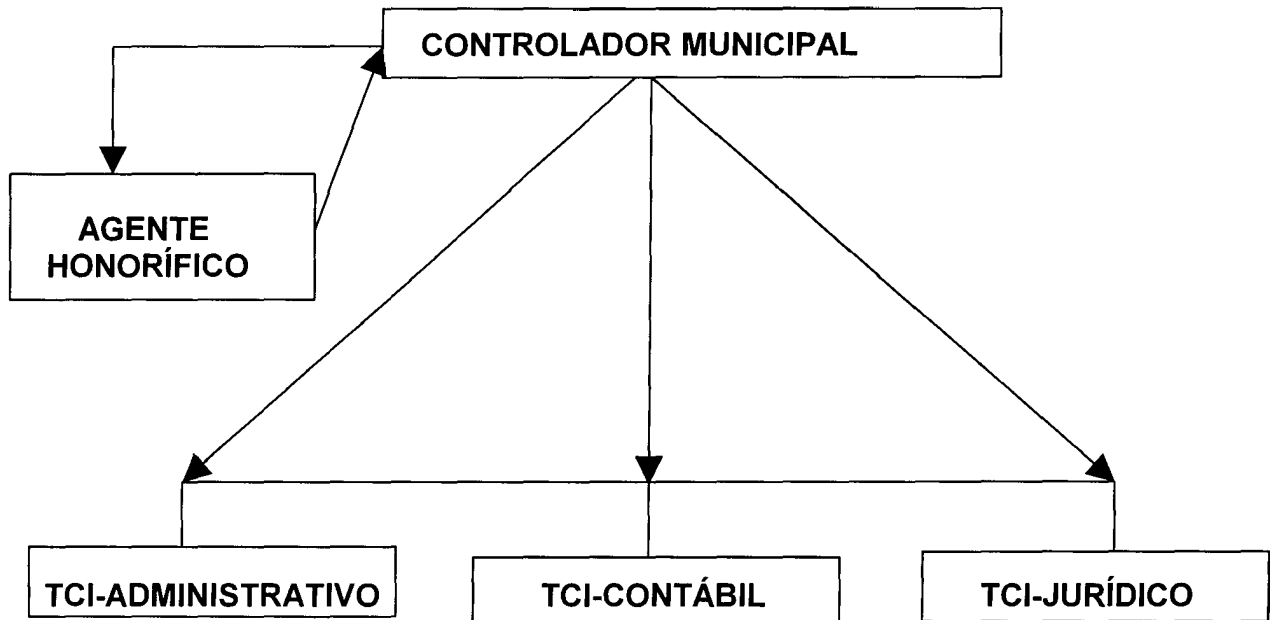 CONTROLADOR MUNICIPAL
AGENTE
HONORÍFICO
TCI-ADMINISTRATIVO
TCI-CONTÁBIL
TCI-JURÍDICO